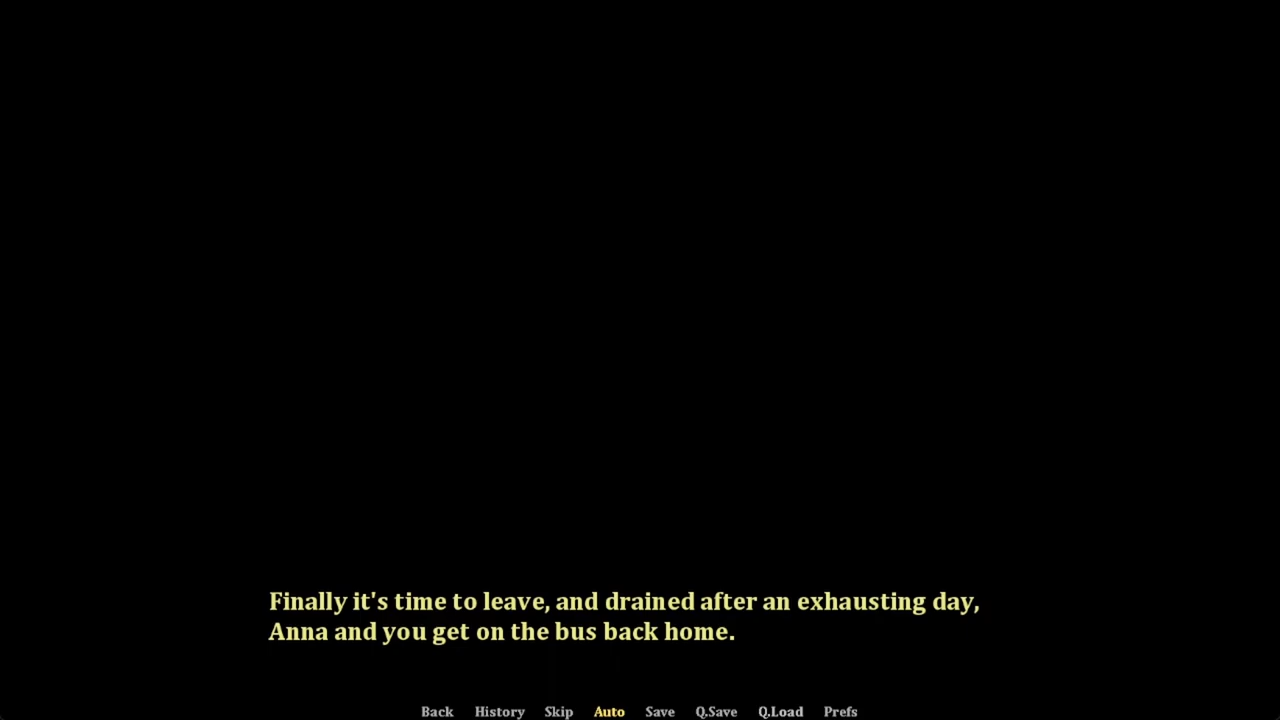 Finally it's time to leave, and drained after an exhausting day,
Anna and you get on the bus back home.
Back History Skip Auto Save Q.Save Q.Load Prefs